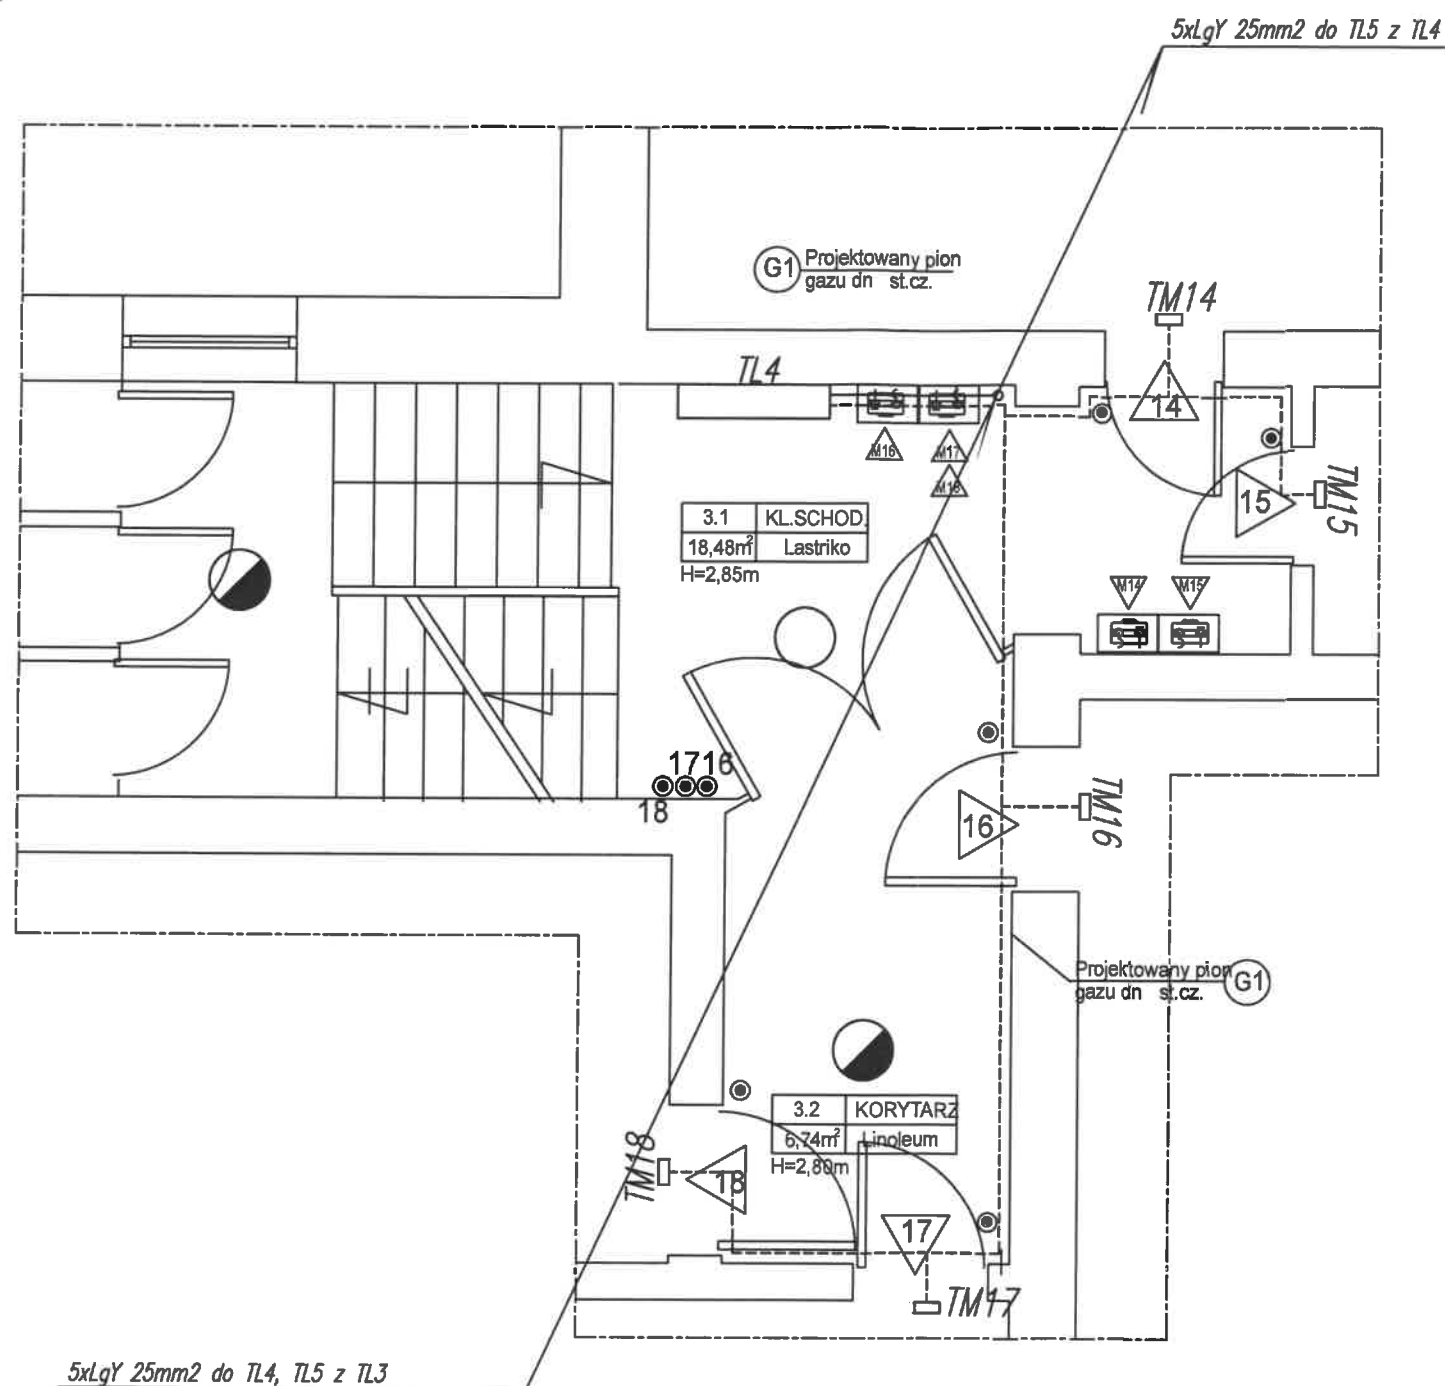 5xLgY 25mm2 do TL5 z TL4
G1
Projektowany pion
gazu dn st.cz.
TM14
TL4
14
M16
M17
M18
15
TM15
3.1 KL.SCHOD.
18,48m² Lastriko
H=2,85m
M14
M15
1716
18
16
TM16
Projektowany pion
gazu dn st.cz.
G1
3.2 KORYTARZ
6,74m² Linoleum
H=2,80m
TM18
18
17
TM17
5xLgY 25mm2 do TL4, TL5 z TL3